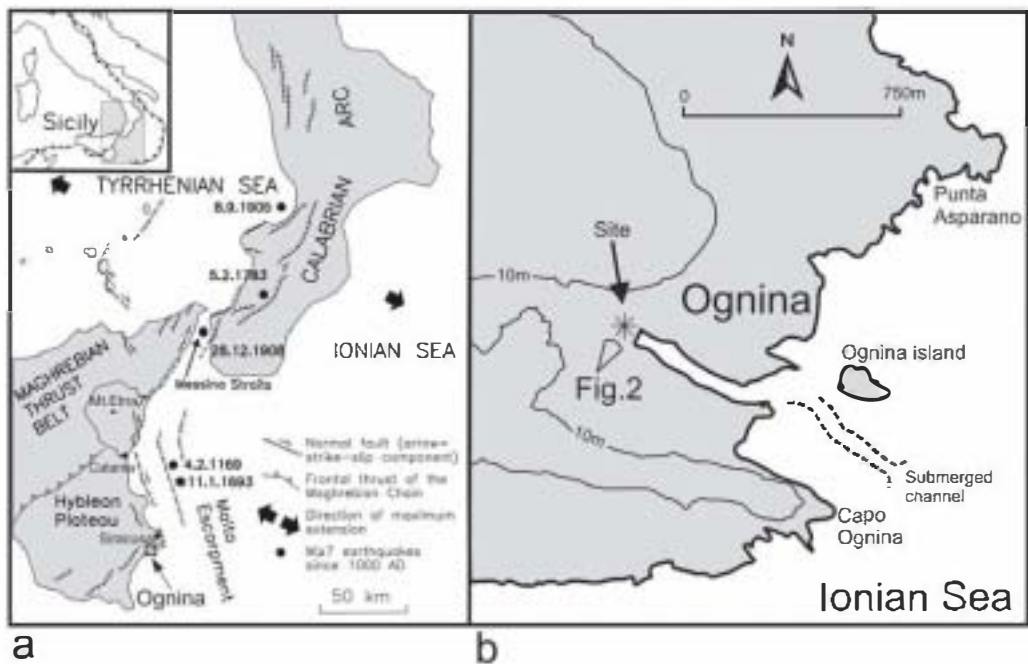 Sicily
TYRRHENIAN SEA
8.9.1905
ARC
CALABRIAN
5.2.1783
28.12.1908
IONIAN SEA
Messina Straits
MAGHREBIAN
THRUST
BELT
Mt.Etna
Catania
4.2.1169
11.1.1693
Hyblean
Plateau
Siracusa
Malta
Escarpment
Ognina
Normal fault (arrow=
strike-slip component)
Frontal thrust of the
Maghrebian Chain
Direction of maximum
extension
M≥7 earthquakes
since 1000 AD
50 km
a
N
0
750m
Punta
Asparano
Site
10m
Ognina
Ognina island
Fig.2
10m
Submerged
channel
Capo
Ognina
Ionian Sea
b